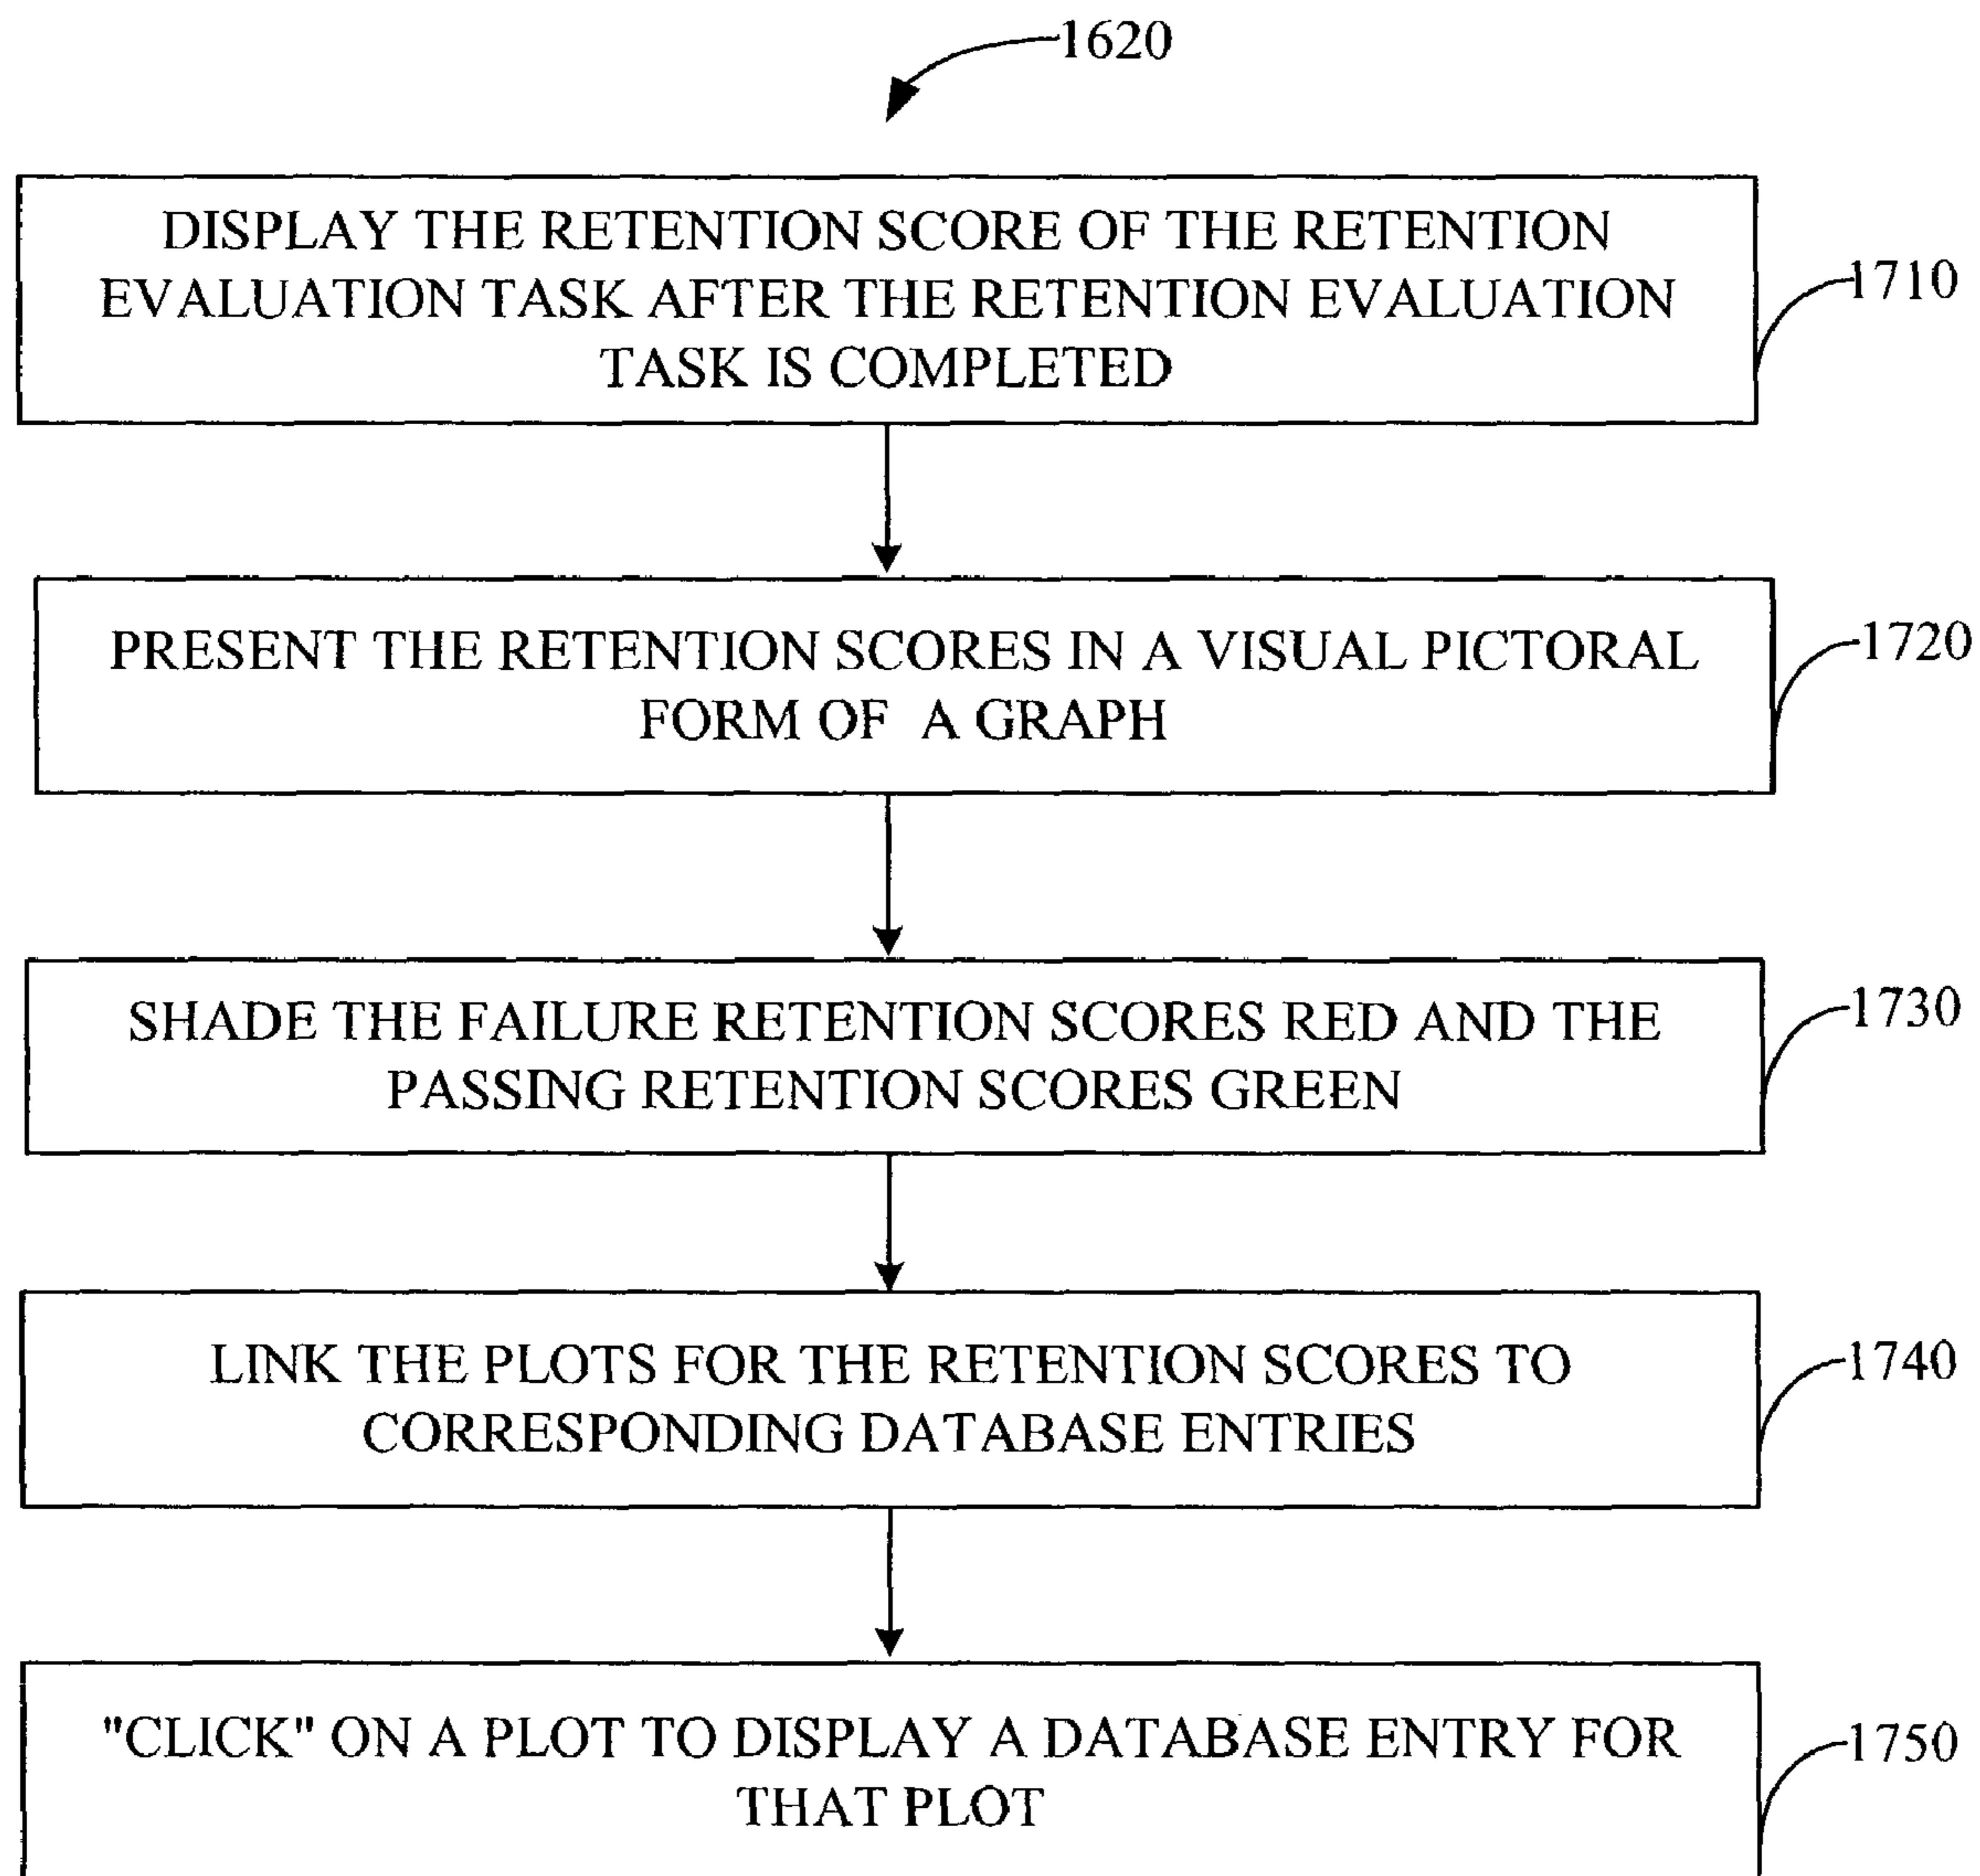 1620
DISPLAY THE RETENTION SCORE OF THE RETENTION
EVALUATION TASK AFTER THE RETENTION EVALUATION
TASK IS COMPLETED
1710
PRESENT THE RETENTION SCORES IN A VISUAL PICTORAL
FORM OF A GRAPH
1720
SHADE THE FAILURE RETENTION SCORES RED AND THE
PASSING RETENTION SCORES GREEN
1730
LINK THE PLOTS FOR THE RETENTION SCORES TO
CORRESPONDING DATABASE ENTRIES
1740
"CLICK" ON A PLOT TO DISPLAY A DATABASE ENTRY FOR
THAT PLOT
1750